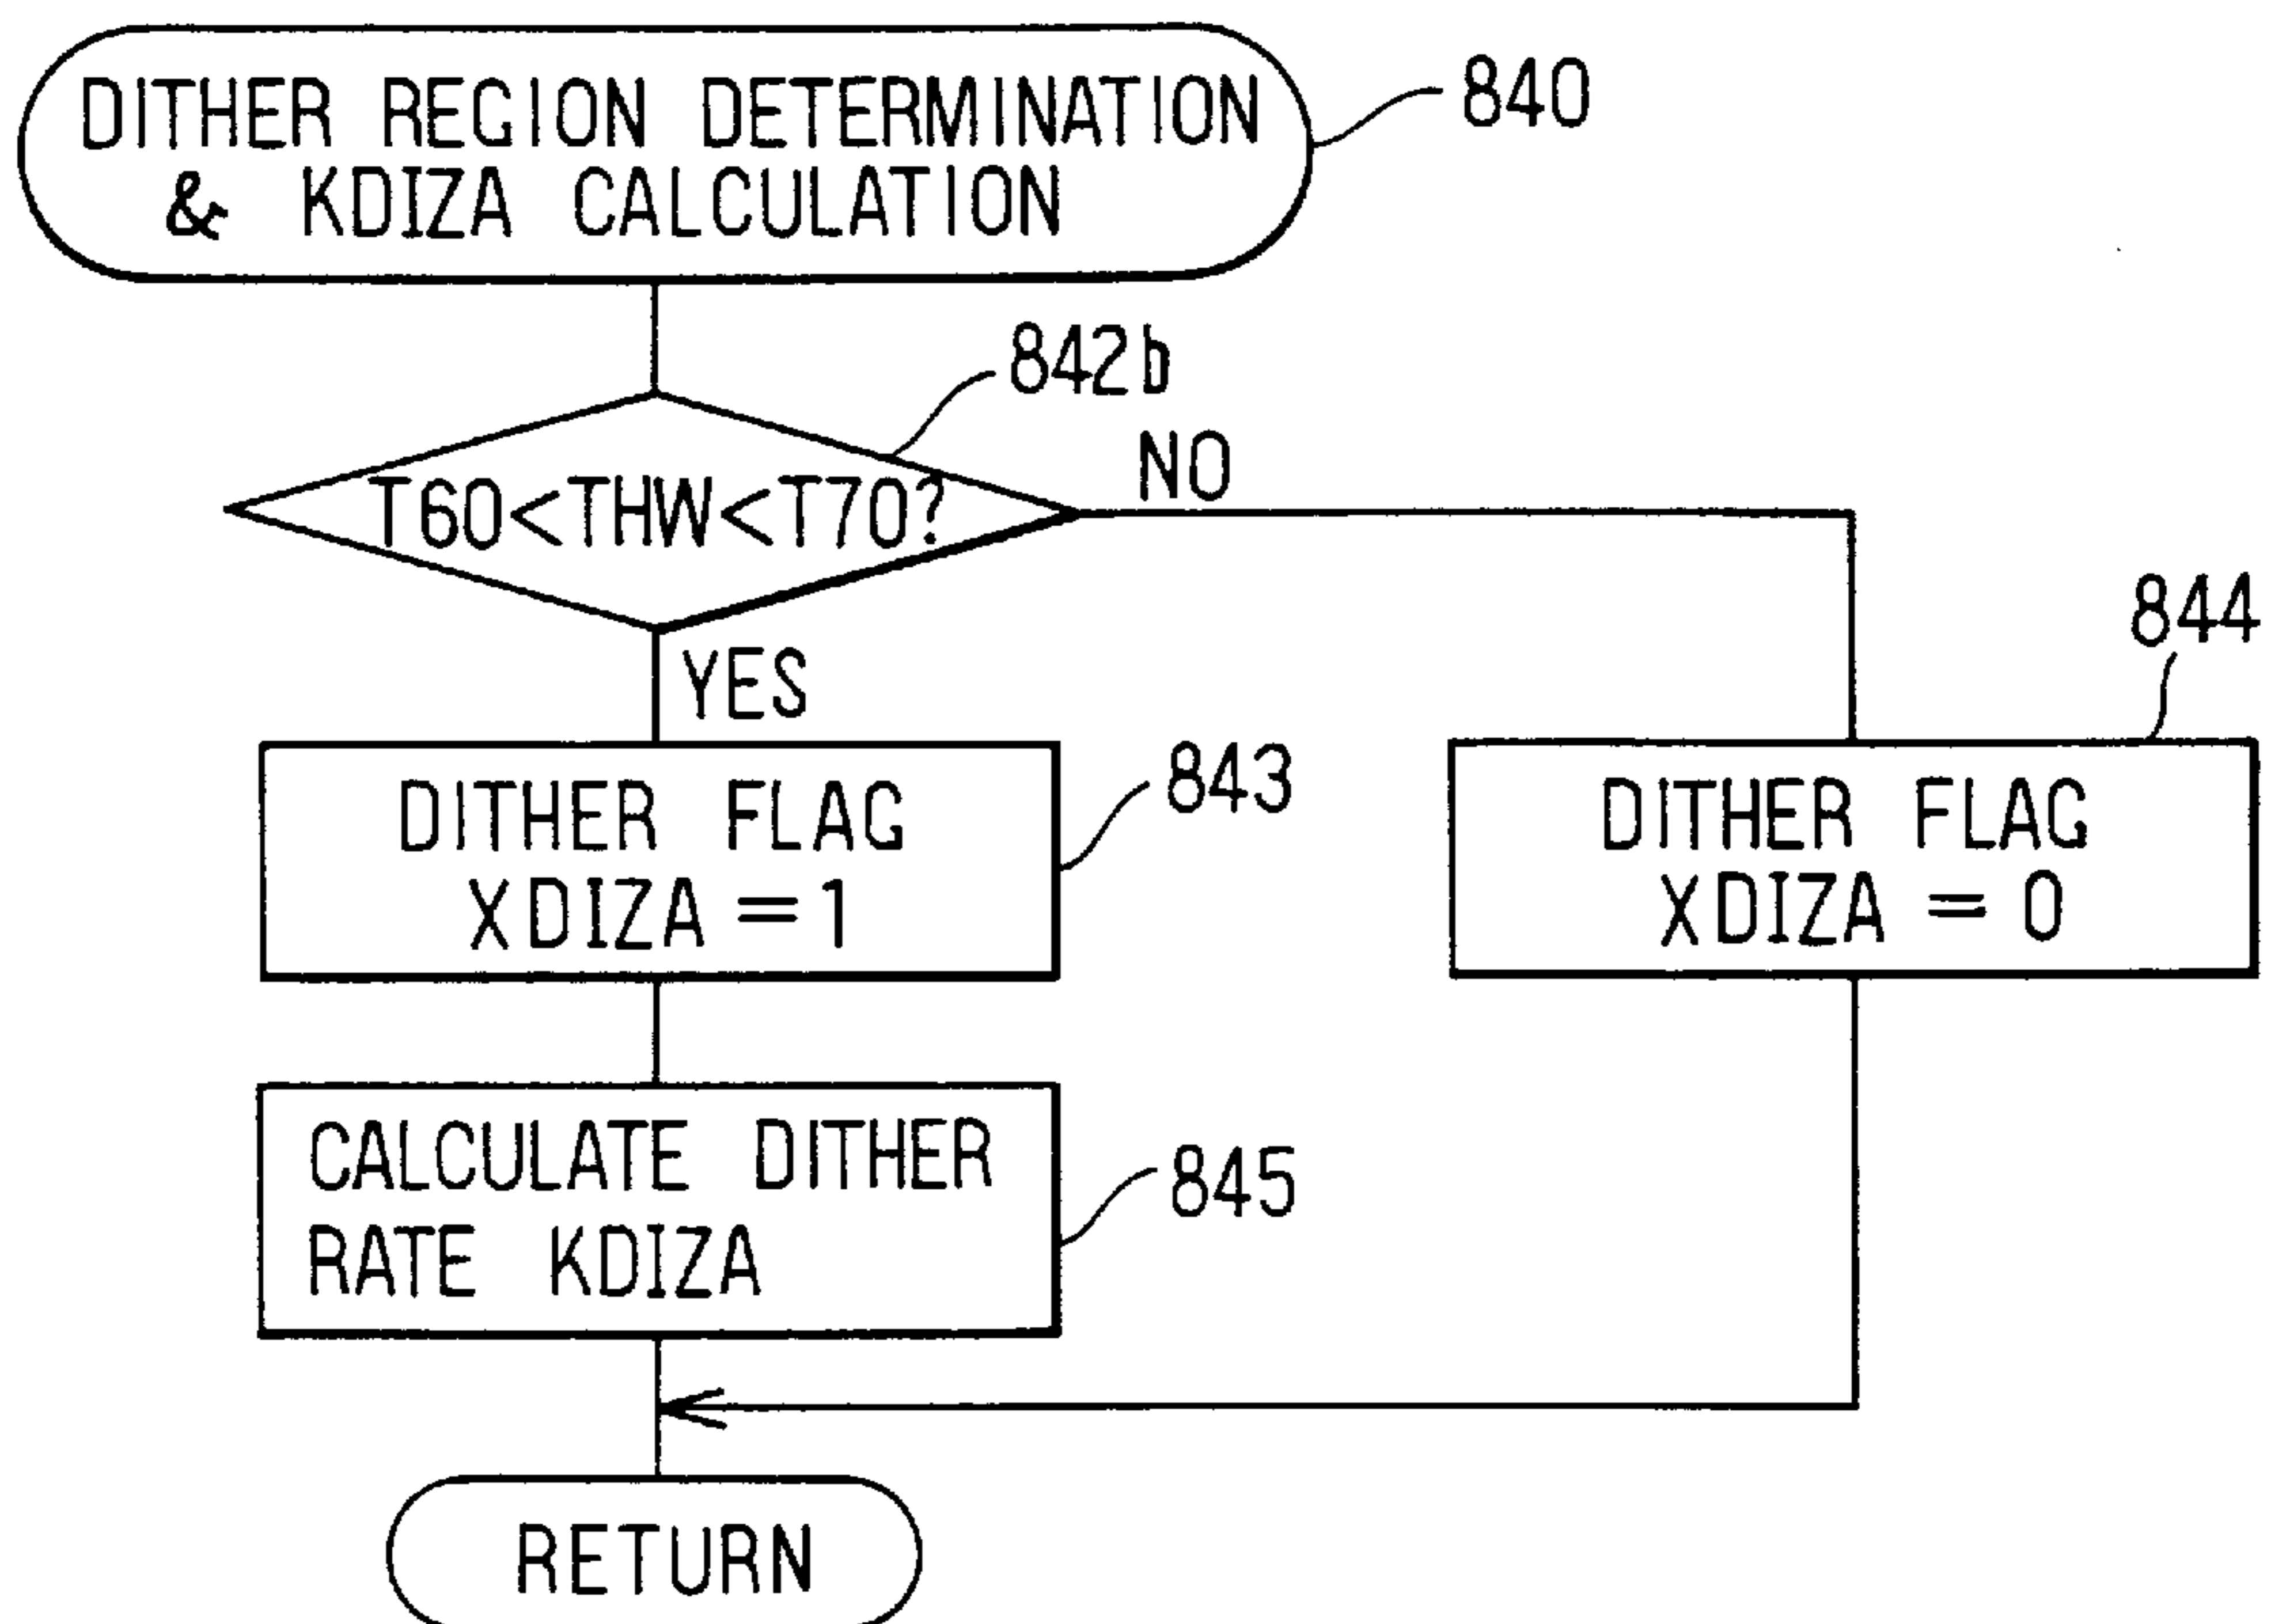 DITHER REGION DETERMINATION
& KDIZA CALCULATION
840
842b
T60<THW<T70?
NO
YES
844
DITHER FLAG
XDIZA = 1
843
DITHER FLAG
XDIZA = 0
CALCULATE DITHER
RATE KDIZA
845
RETURN